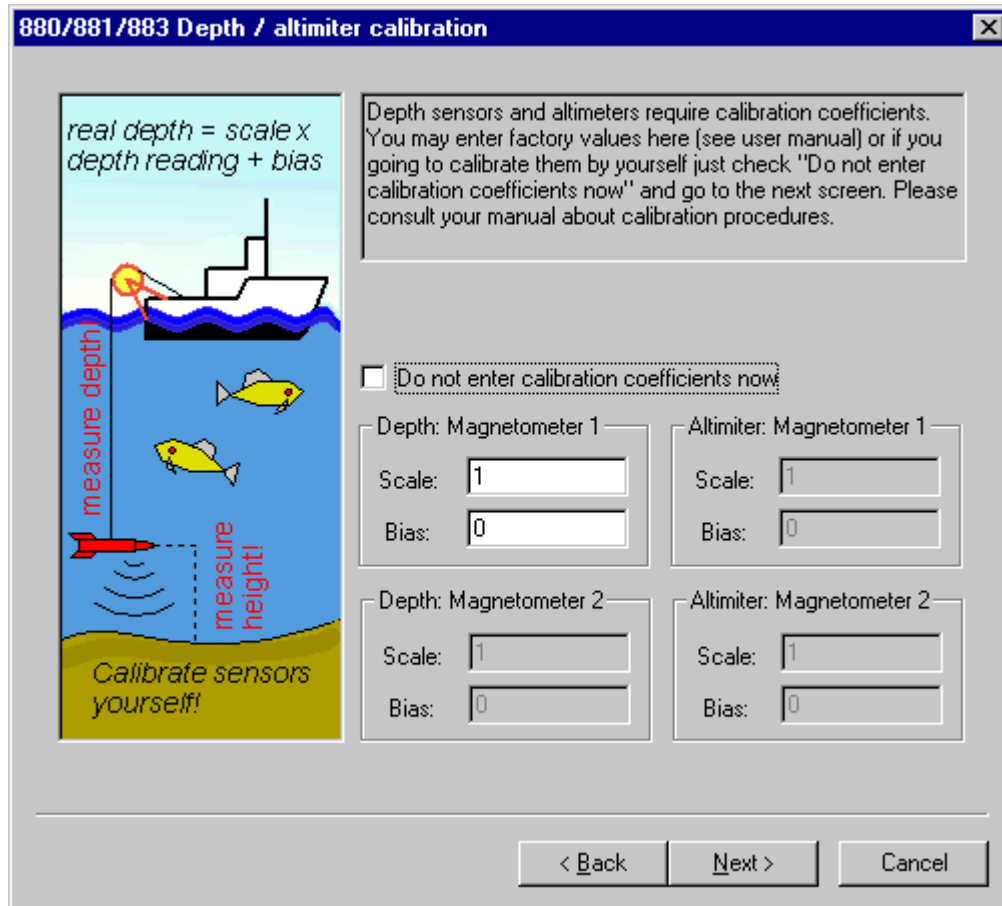 880/881/883 Depth / altimiter calibration
real depth = scale x
depth reading + bias
measure depth!
measure
height!
Calibrate sensors
yourself!
Depth sensors and altimeters require calibration coefficients.
You may enter factory values here (see user manual) or if you
going to calibrate them by yourself just check "Do not enter
calibration coefficients now" and go to the next screen. Please
consult your manual about calibration procedures.
Do not enter calibration coefficients now
Depth: Magnetometer 1
Scale: 1
Bias: 0
Altimiter: Magnetometer 1
Scale: 1
Bias: 0
Depth: Magnetometer 2
Scale: 1
Bias: 0
Altimiter: Magnetometer 2
Scale: 1
Bias: 0
< Back
Next >
Cancel